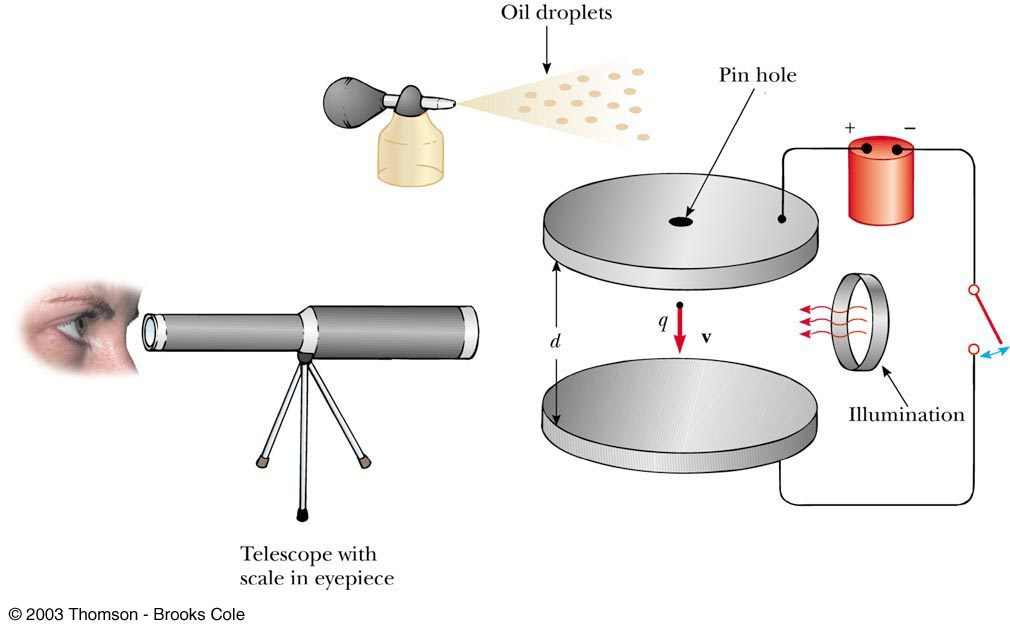 Oil droplets
Pin hole
+ −
q
v
d
Illumination
Telescope with
scale in eyepiece
© 2003 Thomson - Brooks Cole